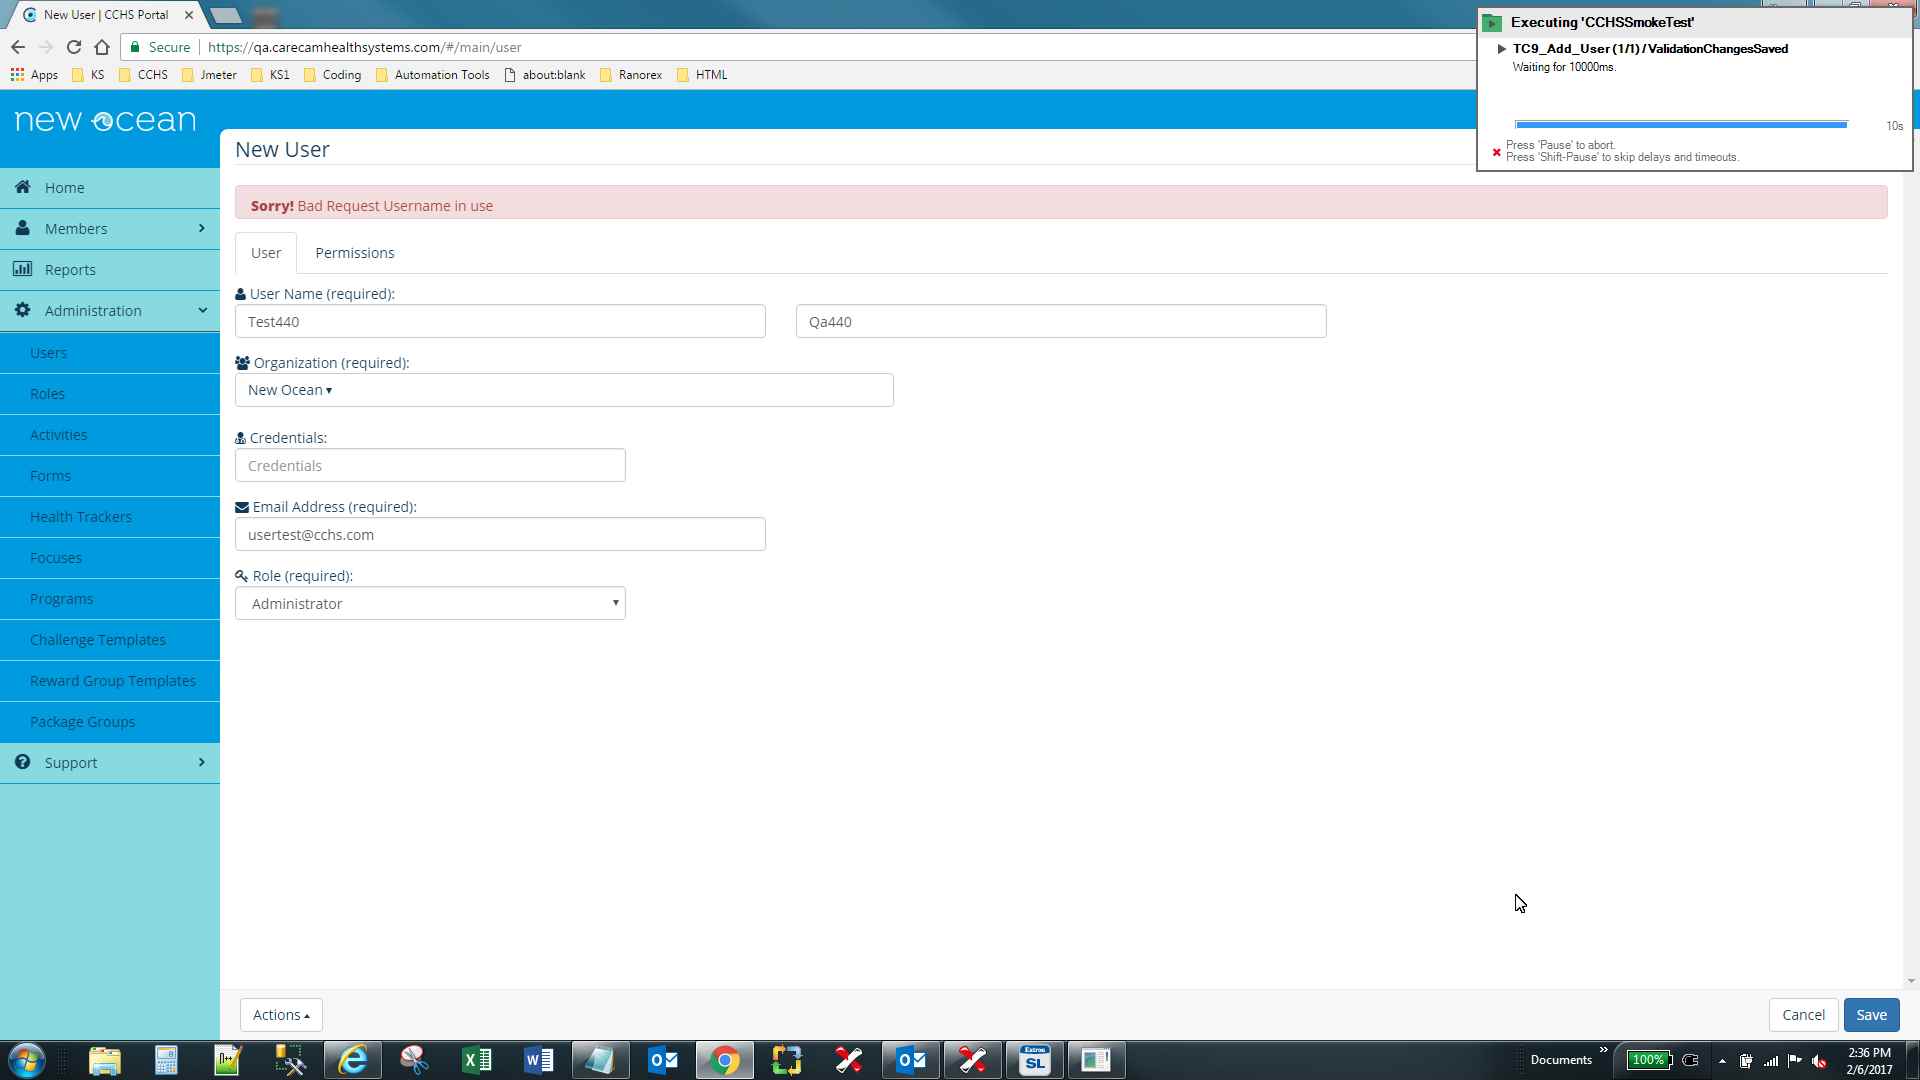 New User | CCHS Portal
Secure https://qa.carecamhealthsystems.com/#/main/user
Apps KS CCHS Jmeter KS1 Coding Automation Tools about:blank Ranorex HTML
Executing 'CCHSSmokeTest'
TC9_Add_User (1/1) / ValidationChangesSaved
Waiting for 10000ms.
10s
Press 'Pause' to abort.
Press 'Shift-Pause' to skip delays and timeouts.
new ocean
Home
Members
Reports
Administration
Users
Roles
Activities
Forms
Health Trackers
Focuses
Programs
Challenge Templates
Reward Group Templates
Package Groups
Support
New User
Sorry! Bad Request Username in use
User Permissions
User Name (required):
Test440 Qa440
Organization (required):
New Ocean
Credentials:
Credentials
Email Address (required):
usertest@cchs.com
Role (required):
Administrator
Actions Cancel Save
Documents 100% 2:36 PM
2/6/2017
Extron
SL